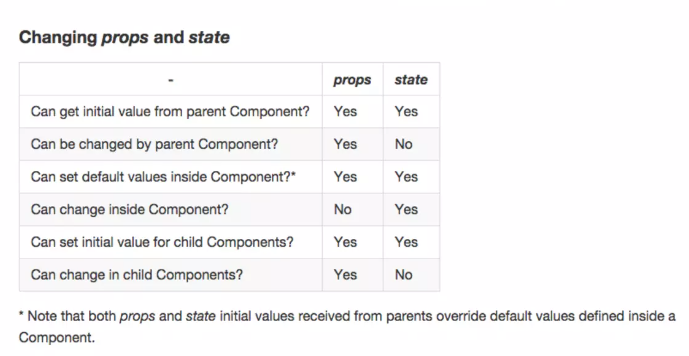 Changing props and state
- props state
Can get initial value from parent Component? Yes Yes
Can be changed by parent Component? Yes No
Can set default values inside Component?* Yes Yes
Can change inside Component? No Yes
Can set initial value for child Components? Yes Yes
Can change in child Components? Yes No
* Note that both props and state initial values received from parents override default values defined inside a
Component.